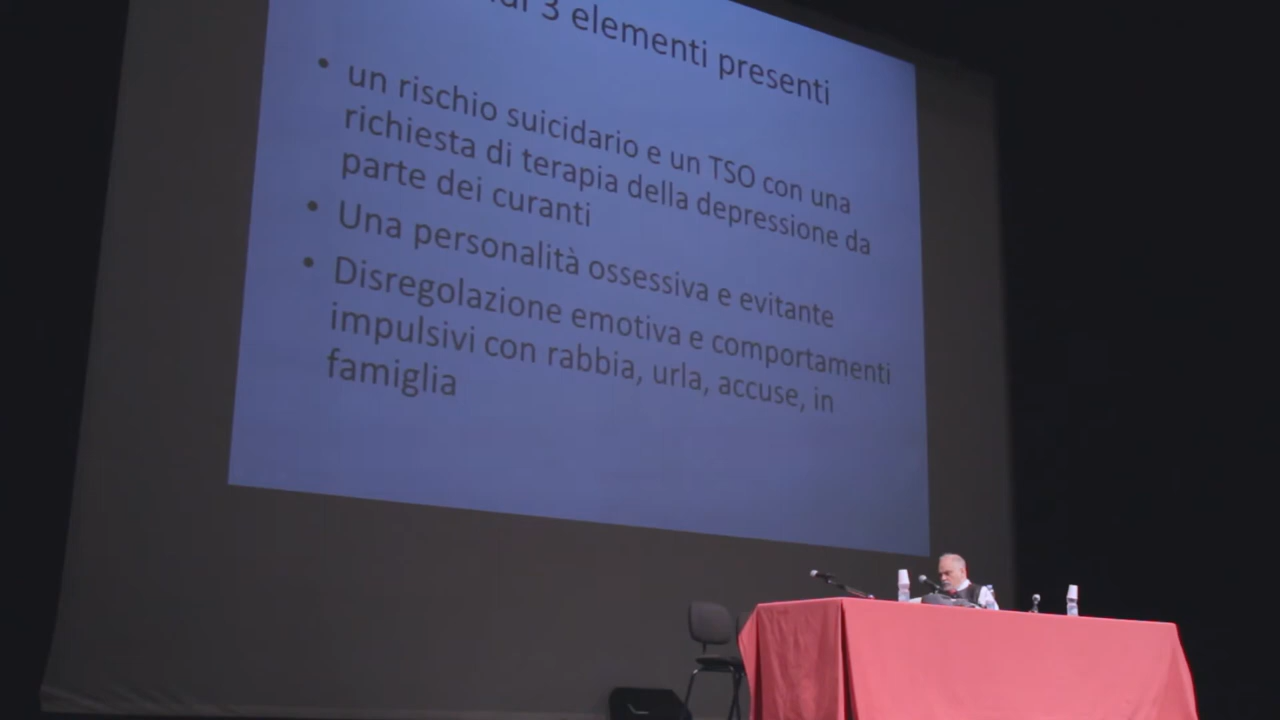 3 elementi presenti
• un rischio suicidario e un TSO con una
richiesta di terapia della depressione da
parte dei curanti
• Una personalità ossessiva e evitante
• Disregolazione emotiva e comportamenti
impulsivi con rabbia, urla, accuse, in
famiglia